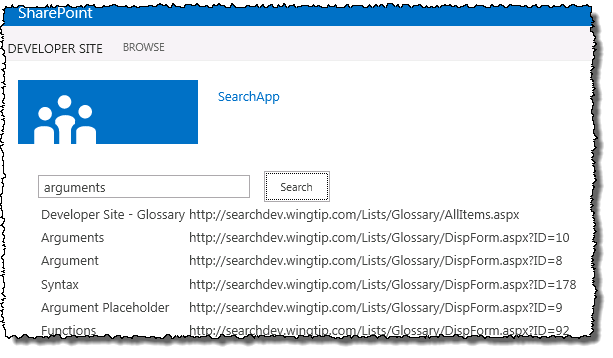 SharePoint
DEVELOPER SITE BROWSE
SearchApp
arguments Search
Developer Site - Glossary http://searchdev.wingtip.com/Lists/Glossary/AllItems.aspx
Arguments http://searchdev.wingtip.com/Lists/Glossary/DispForm.aspx?ID=10
Argument http://searchdev.wingtip.com/Lists/Glossary/DispForm.aspx?ID=8
Syntax http://searchdev.wingtip.com/Lists/Glossary/DispForm.aspx?ID=178
Argument Placeholder http://searchdev.wingtip.com/Lists/Glossary/DispForm.aspx?ID=9
Functions http://searchdev.wingtip.com/Lists/Glossary/DispForm.aspx?ID=92